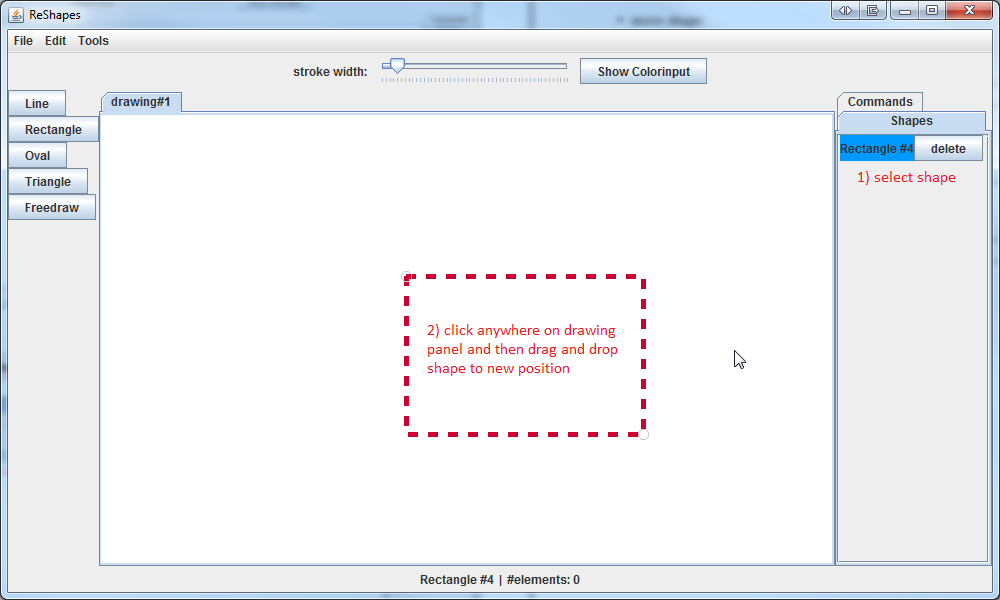 ReShapes
File Edit Tools
stroke width:
Show Colorinput
Line
Rectangle
Oval
Triangle
Freedraw
drawing#1
Commands
Shapes
Rectangle #4 delete
1) select shape
2) click anywhere on drawing
panel and then drag and drop
shape to new position
Rectangle #4 | #elements: 0